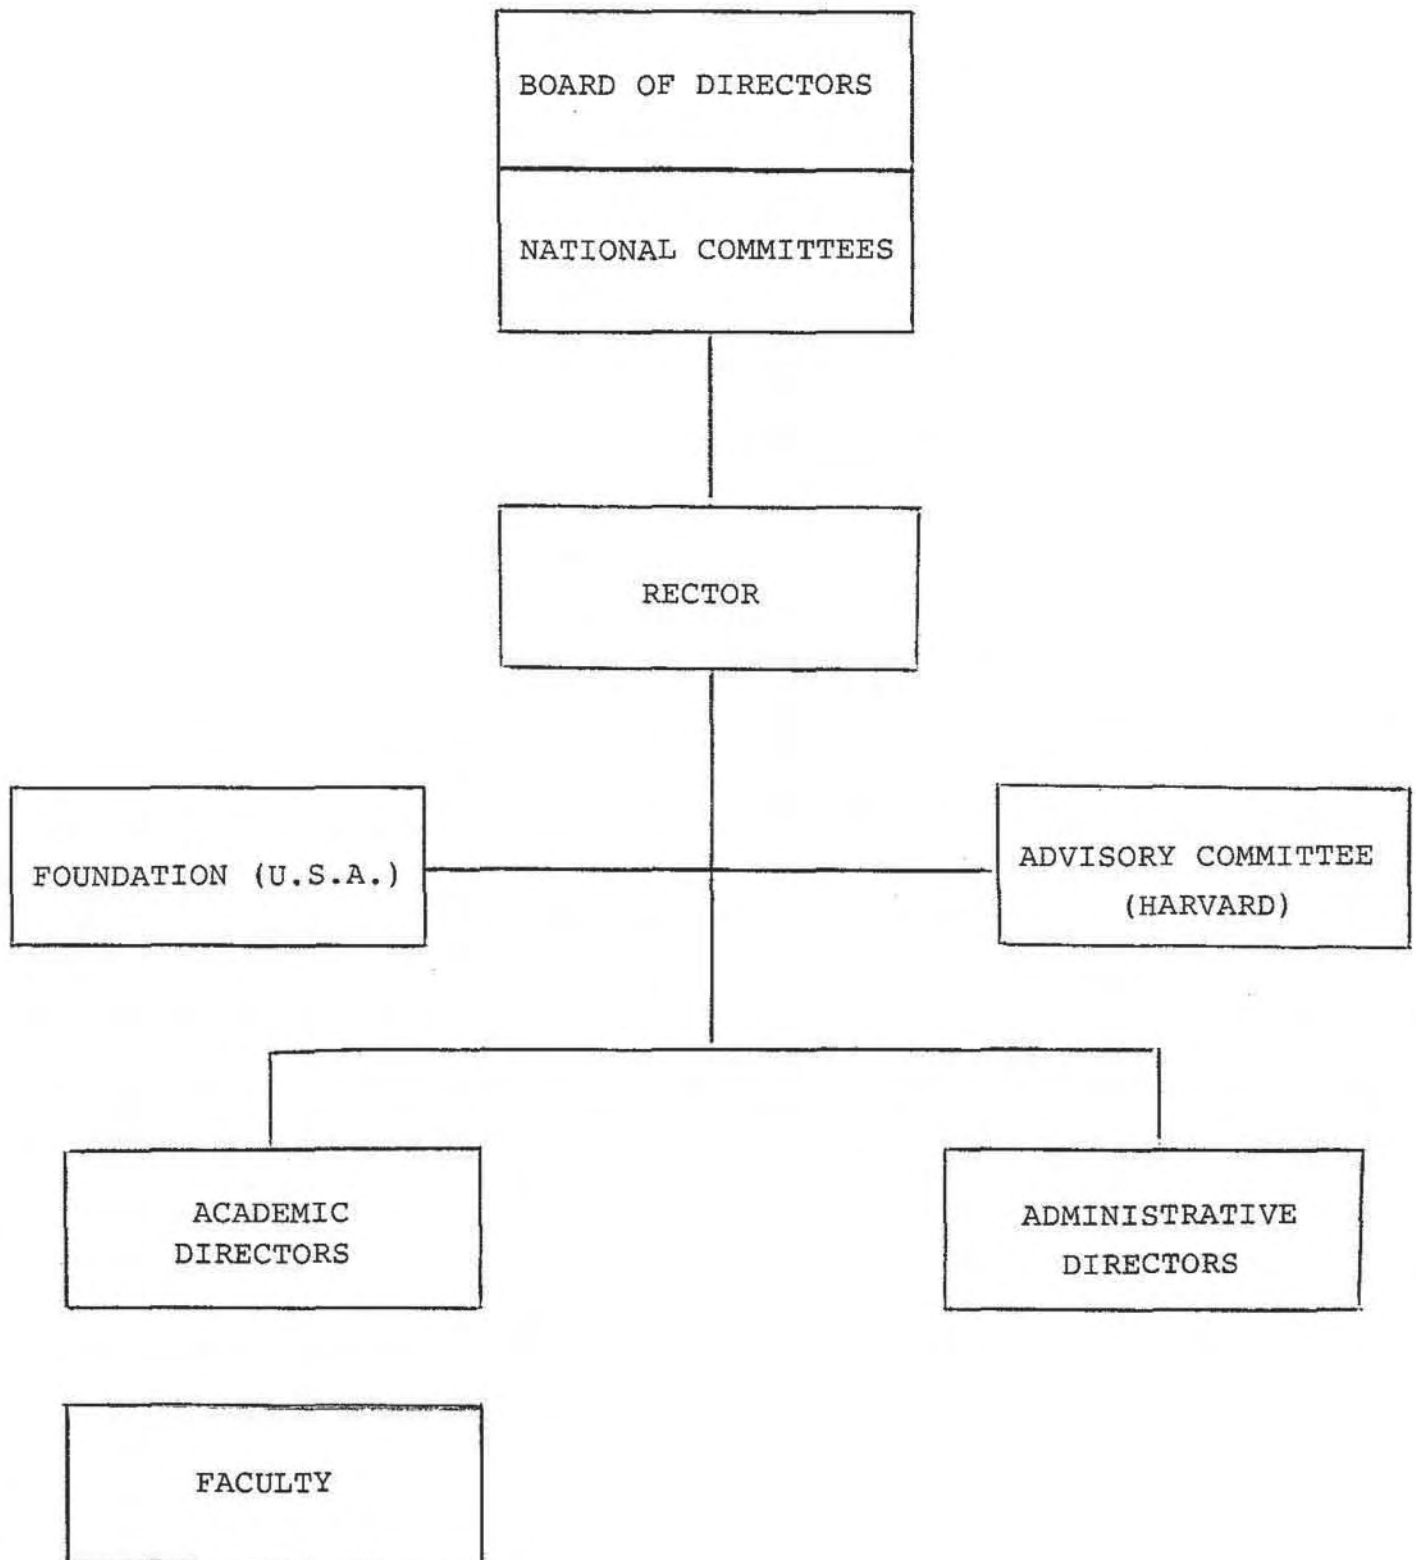 BOARD OF DIRECTORS
NATIONAL COMMITTEES
RECTOR
FOUNDATION (U.S.A.)
ADVISORY COMMITTEE
(HARVARD)
ACADEMIC
DIRECTORS
ADMINISTRATIVE
DIRECTORS
FACULTY